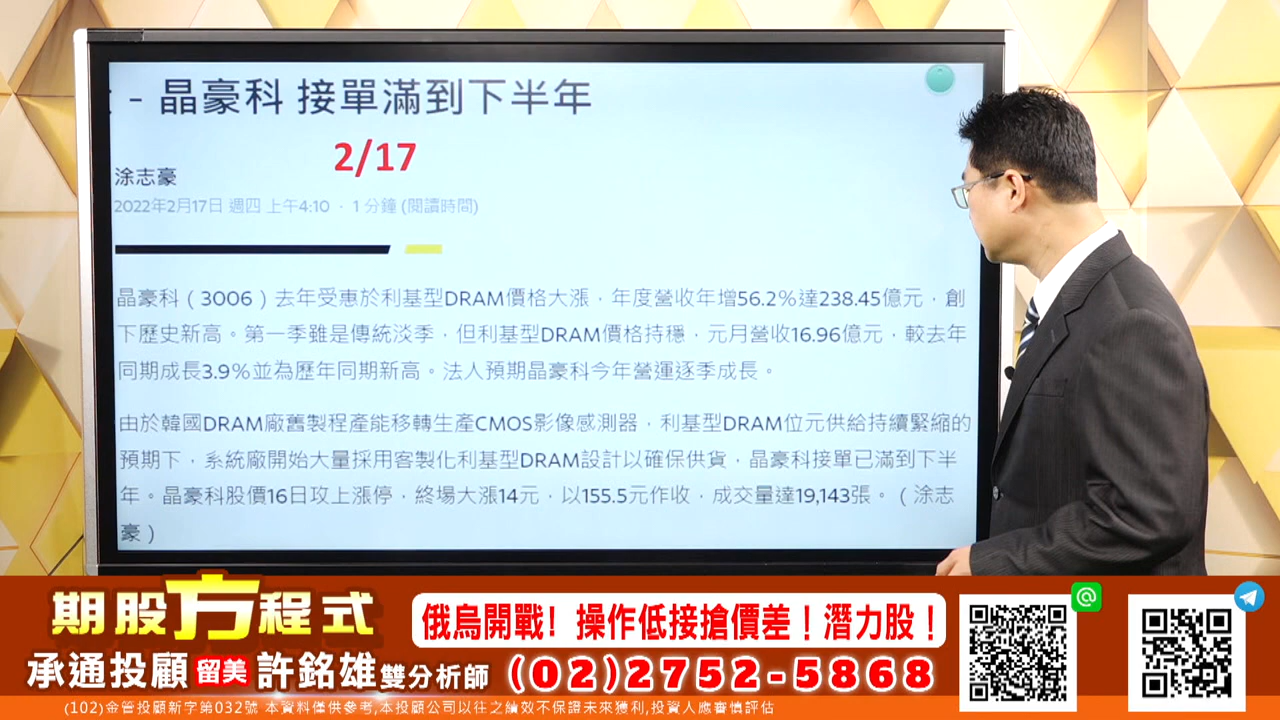 - 晶豪科 接單滿到下半年
2/17
涂志豪
2022年2月17日 週四 上午4:10 · 1 分鐘 (閱讀時間)
晶豪科（3006）去年受惠於利基型DRAM價格大漲，年度營收年增56.2%達238.45億元，創
下歷史新高。第一季雖是傳統淡季，但利基型DRAM價格持穩，元月營收16.96億元，較去年
同期成長3.9%並為歷年同期新高。法人預期晶豪科今年營運逐季成長。
由於韓國DRAM廠舊製程產能移轉生產CMOS影像感測器，利基型DRAM位元供給持續緊縮的
預期下，系統廠開始大量採用客製化利基型DRAM設計以確保供貨，晶豪科接單已滿到下半
年。晶豪科股價16日攻上漲停，終場大漲14元，以155.5元作收，成交量達19,143張。（涂志
豪）
期股方程式
俄烏開戰! 操作低接搶價差！潛力股！
承通投顧 留美 許銘雄 雙分析師 (02)2752-5868
(102)金管投顧新字第032號 本資料僅供參考,本投顧公司以往之績效不保證未來獲利,投資人應審慎評估